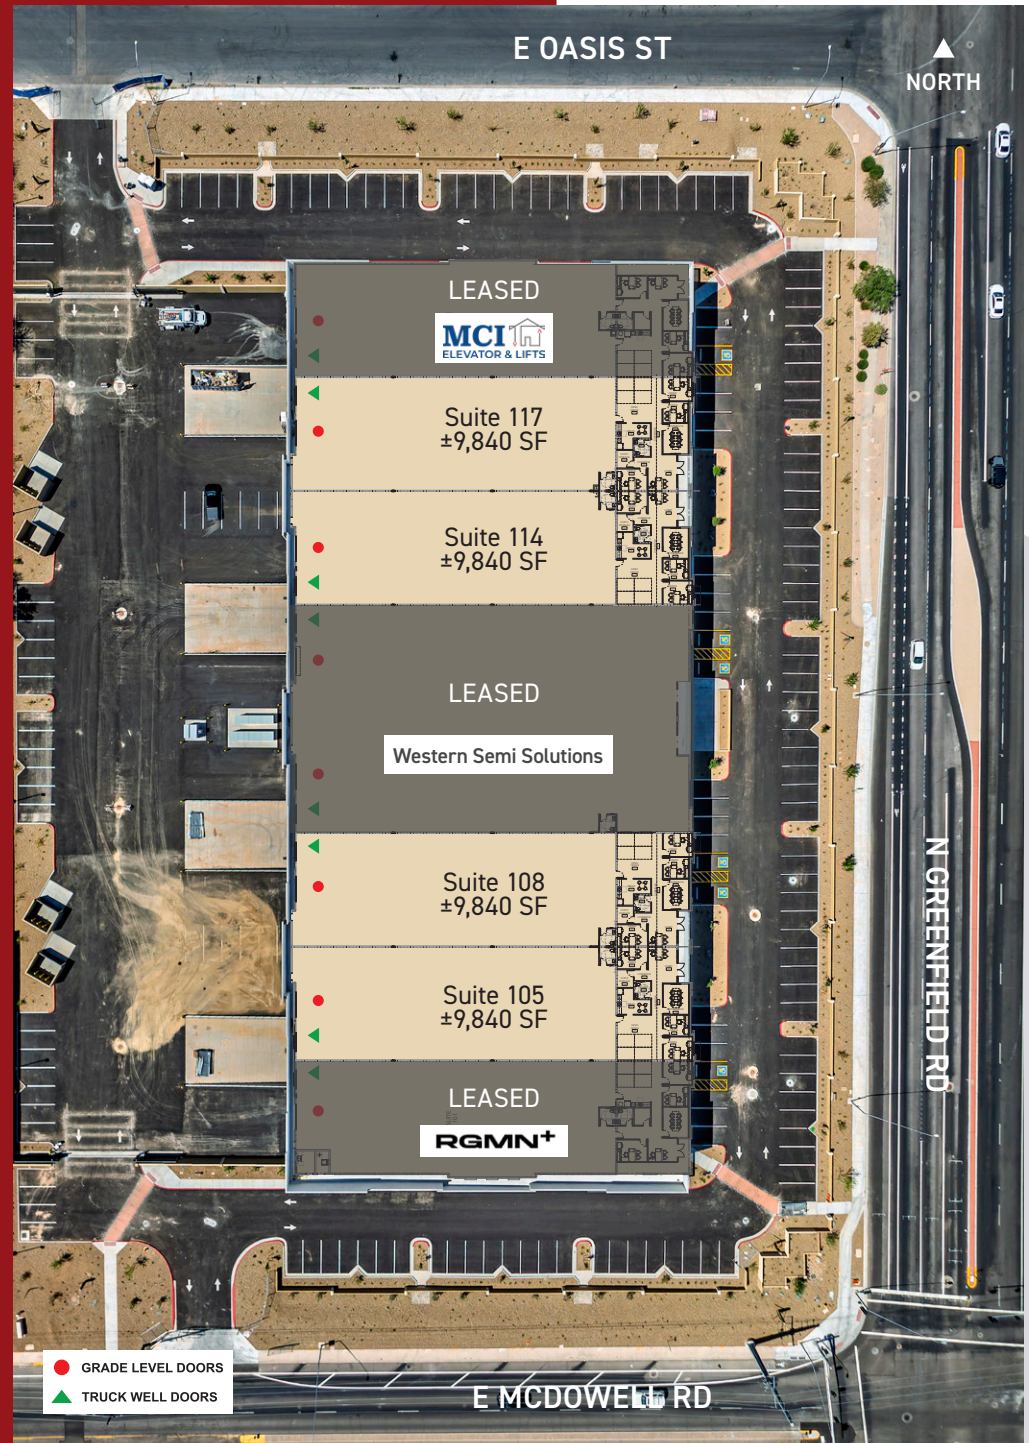 E OASIS ST
NORTH
LEASED
MCI
ELEVATOR & LIFTS
Suite 117
±9,840 SF
Suite 114
±9,840 SF
LEASED
Western Semi Solutions
Suite 108
±9,840 SF
Suite 105
±9,840 SF
LEASED
RGMN+
N GREENFIELD RD
GRADE LEVEL DOORS
TRUCK WELL DOORS
E MCDOWELL RD